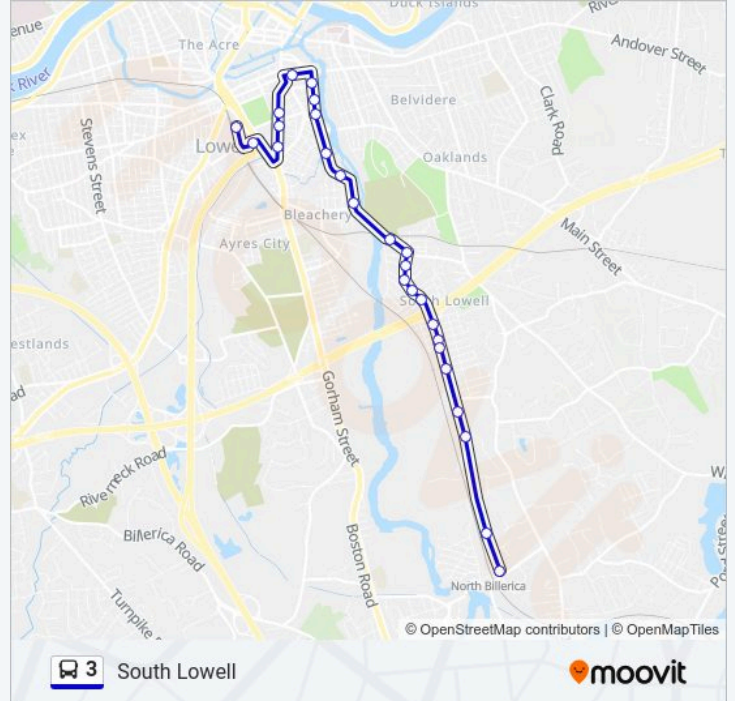 Duck Islands
enue
The Acre
River
Andover Street
Belvidere
Clark Road
ex
Stevens Street
Lowe
Oaklands
Bleachery
Main Street
Ayres City
South Lowell
estlands
ad
Gorham Street
Riverneck Road
W.
Billerica Road
Boston Road
Turnpike
North Billerica
© OpenStreetMap contributors | © OpenMapTiles
3 South Lowell
moovit